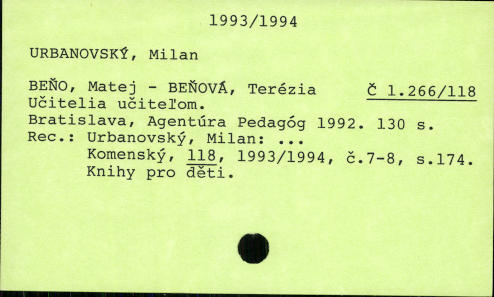 1993/1994
URBANOVSKÝ, Milan
BEŇO, Matej - BEŇOVÁ, Terézia Č 1.266/118
Učitelia učiteľom.
Bratislava, Agentúra Pedagóg 1992. 130 s.
Rec.: Urbanovský, Milan: ...
Komenský, 118, 1993/1994, č.7-8, s.174.
Knihy pro děti.